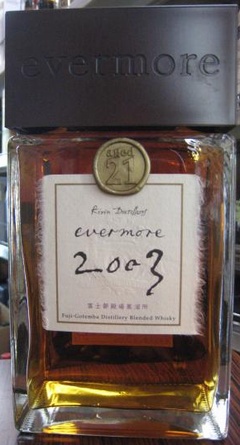 evermore
aged
21
Kirin Distillery
evermore
2003
富士御殿場蒸溜所
Fuji-Gotemba Distillery Blended Whisky